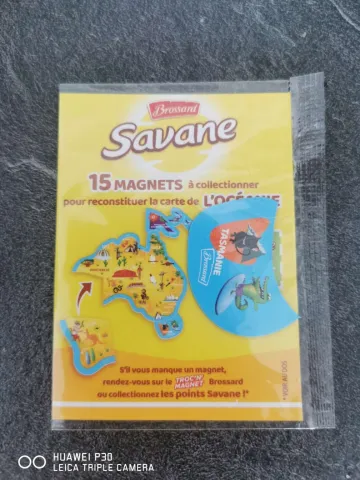 Brossard
Savane
15 MAGNETS à collectionner
pour reconstituer la carte de L'OCÉANIE
TASMANIE
Brossard
S'il vous manque un magnet,
rendez-vous sur le TROC'N' MAGNET Brossard
ou collectionnez les points Savane !*
HUAWEI P30
LEICA TRIPLE CAMERA